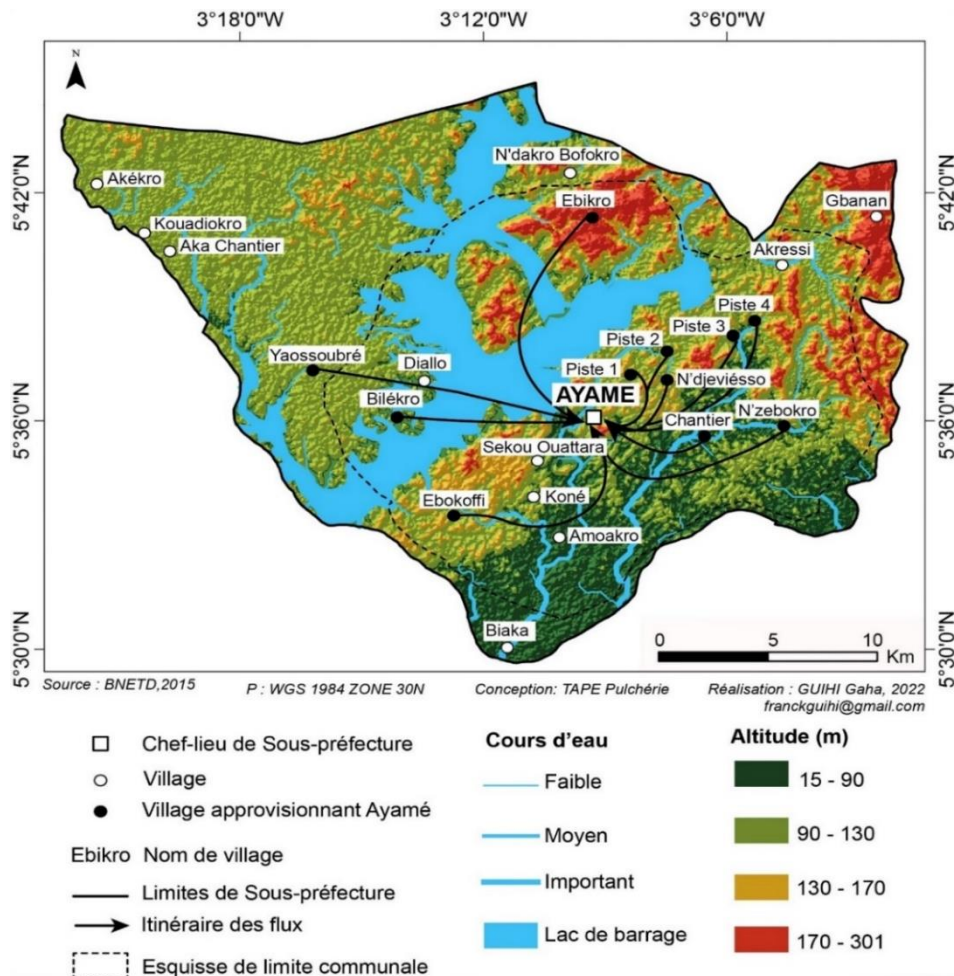 3°18'0"W 3°12'0"W 3°6'0"W
N
5°42'0"N
5°42'0"N
N'dakro Bofokro
Akékro
Ebikro
Gbanan
Kouadiokro
Aka Chantier
Akressi
Piste 4
Piste 3
Piste 2
Yaossoubré
Diallo
Piste 1
N'djeviésso
Bilékro
AYAME
Chantier
N'zebokro
5°36'0"N
5°36'0"N
Sekou Ouattara
Ebokoffi
Koné
Amoakro
Biaka
5°30'0"N
5°30'0"N
0 5 10
Km
Source : BNETD,2015 P : WGS 1984 ZONE 30N Conception: TAPE Pulchérie Réalisation : GUIHI Gaha, 2022
franckguihi@gmail.com
Chef-lieu de Sous-préfecture
Village
Village approvisionnant Ayamé
Ebikro Nom de village
Limites de Sous-préfecture
Itinéraire des flux
Esquisse de limite communale
Cours d'eau
Faible
Moyen
Important
Lac de barrage
Altitude (m)
15 - 90
90 - 130
130 - 170
170 - 301